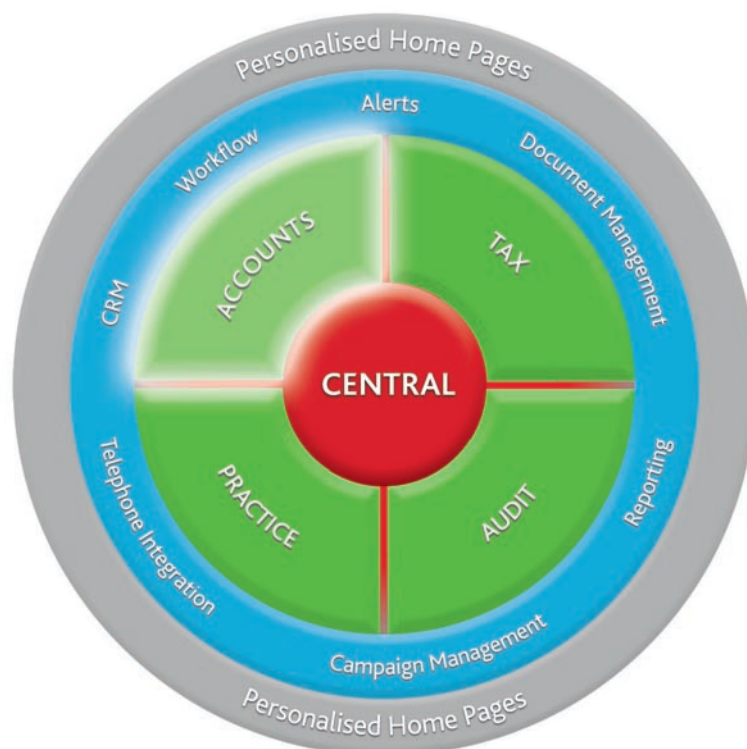 Personalised Home Pages
Alerts
Workflow
Document Management
ACCOUNTS
TAX
CRM
CENTRAL
PRACTICE
AUDIT
Telephone Integration
Reporting
Campaign Management
Personalised Home Pages